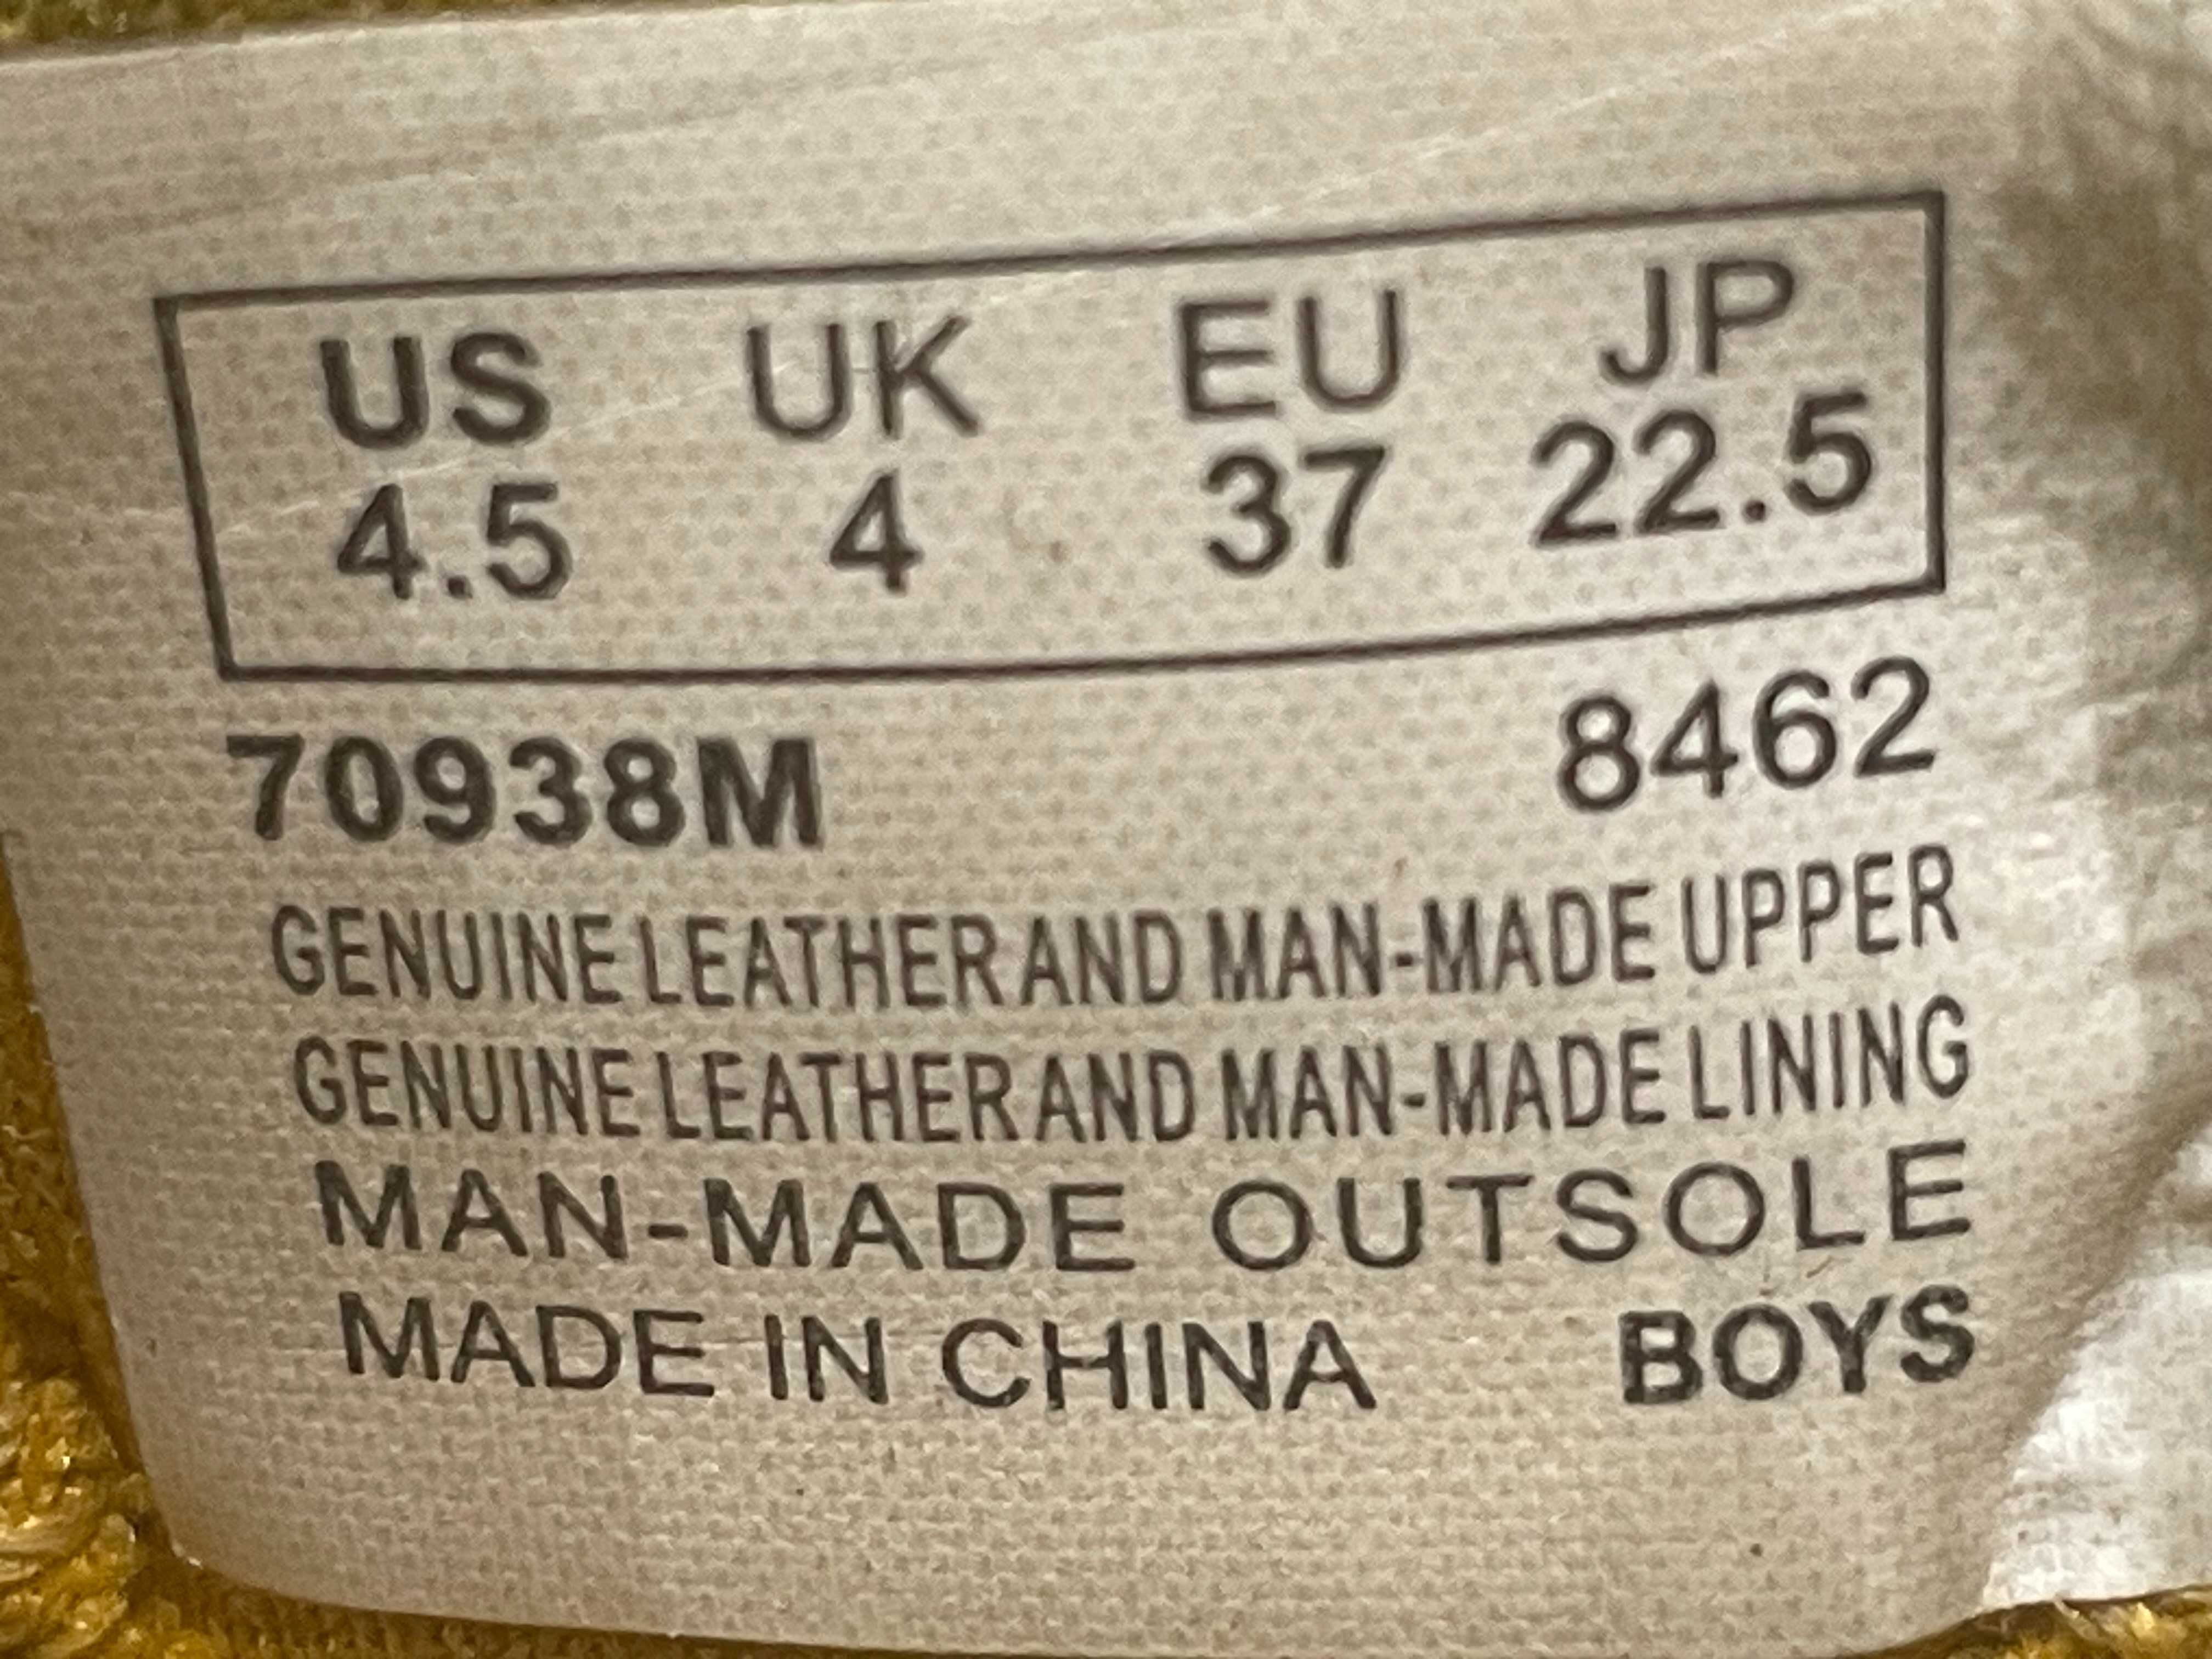 US UK EU JP
4.5 4 37 22.5
70938M 8462
GENUINE LEATHER AND MAN-MADE UPPER
GENUINE LEATHER AND MAN-MADE LINING
MAN-MADE OUTSOLE
MADE IN CHINA BOYS